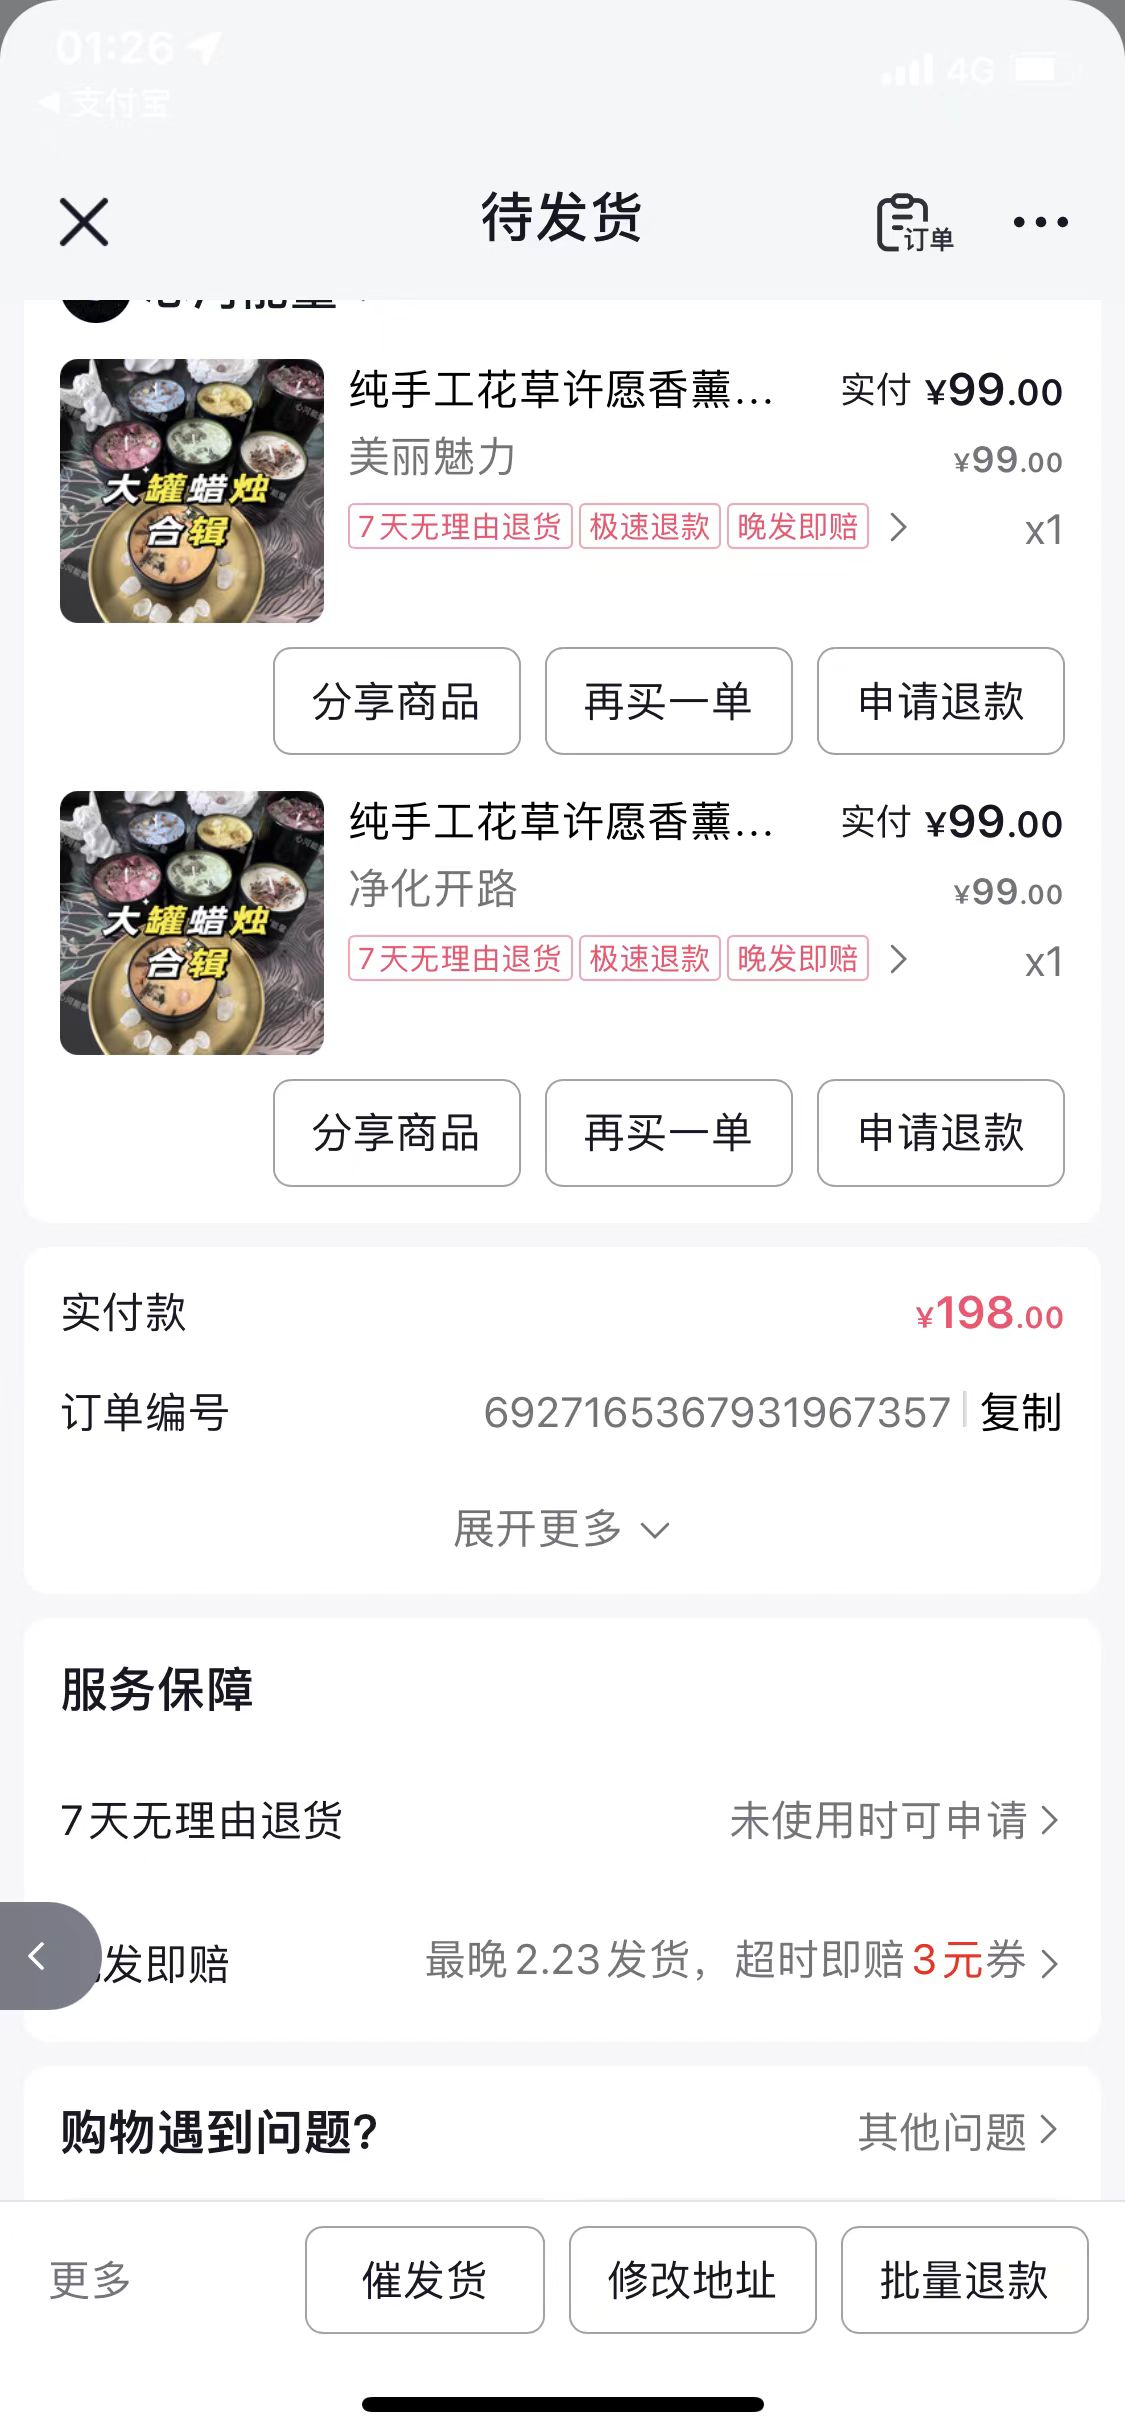 01:26
4G
支付宝
待发货
订单
纯手工花草许愿香薰...
实付 ¥99.00
美丽魅力
¥99.00
7天无理由退货
极速退款
晚发即赔
x1
大罐蜡烛
合辑
分享商品
再买一单
申请退款
纯手工花草许愿香薰...
实付 ¥99.00
净化开路
¥99.00
7天无理由退货
极速退款
晚发即赔
x1
大罐蜡烛
合辑
分享商品
再买一单
申请退款
实付款
¥198.00
订单编号
6927165367931967357
复制
展开更多
服务保障
7天无理由退货
未使用时可申请
发即赔
最晚2.23发货，超时即赔3元券
购物遇到问题?
其他问题
更多
催发货
修改地址
批量退款